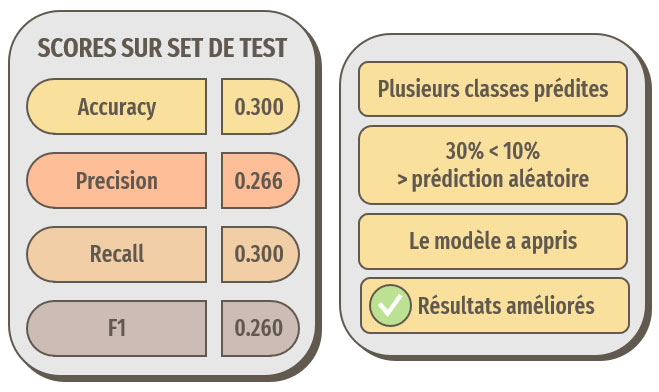 SCORES SUR SET DE TEST
Accuracy 0.300
Precision 0.266
Recall 0.300
F1 0.260
Plusieurs classes prédites
30% < 10%
> prédiction aléatoire
Le modèle a appris
Résultats améliorés